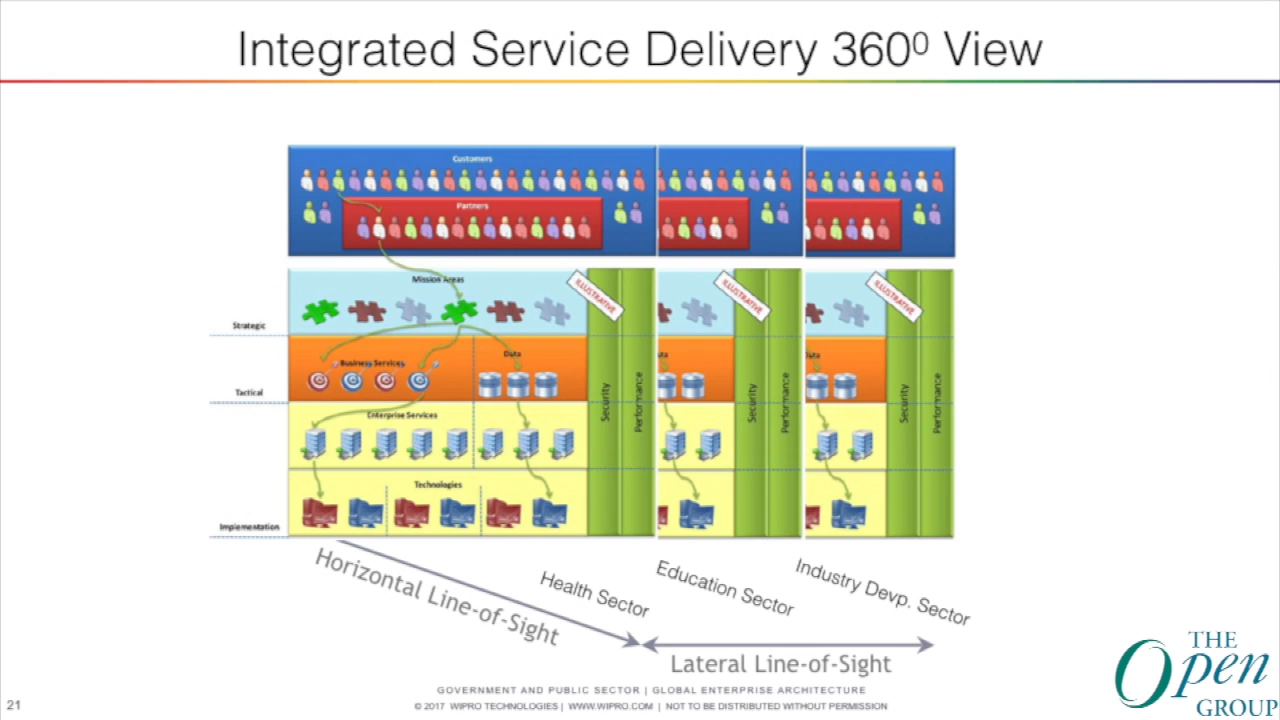 Integrated Service Delivery 360⁰ View
Customers
Partners
Mission Areas
ILLUSTRATIVE
ILLUSTRATIVE
ILLUSTRATIVE
Strategic
Business Services
Data
ata
Data
Tactical
Security
Performance
Security
Performance
Security
Performance
Enterprise Services
Technologies
Implementation
Horizontal Line-of-Sight
Health Sector
Education Sector
Industry Devp. Sector
Lateral Line-of-Sight
GOVERNMENT AND PUBLIC SECTOR | GLOBAL ENTERPRISE ARCHITECTURE
© 2017 WIPRO TECHNOLOGIES | WWW.WIPRO.COM | NOT TO BE DISTRIBUTED WITHOUT PERMISSION
21
THE
Open
GROUP